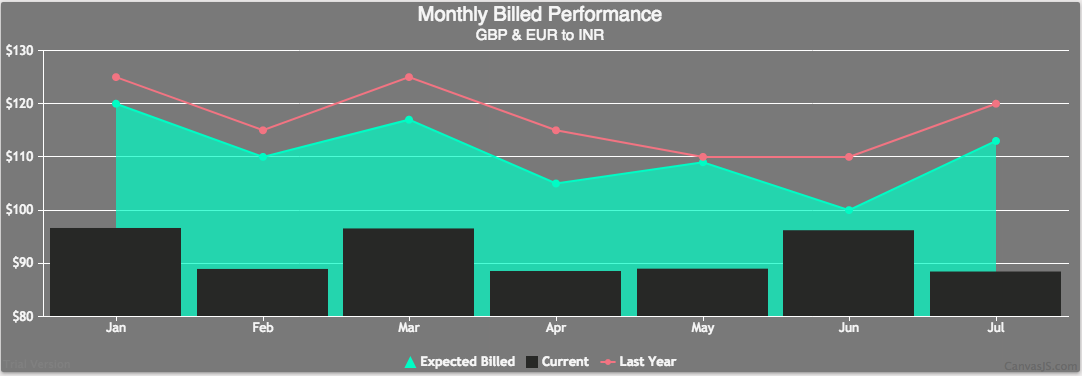 Monthly Billed Performance
GBP & EUR to INR
$130
$120
$110
$100
$90
$80
Jan Feb Mar Apr May Jun Jul
Expected Billed Current Last Year
Trial Version
CanvasJS.com